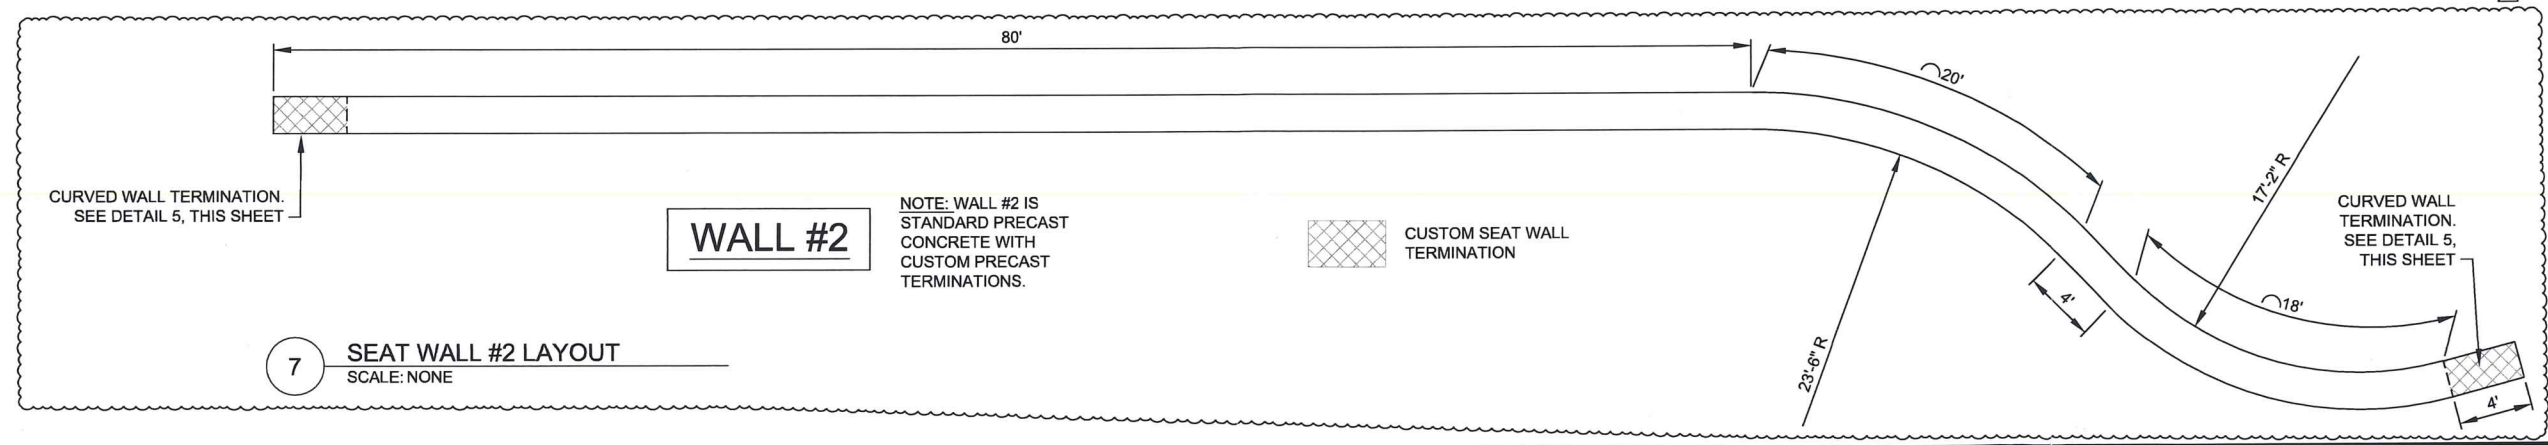 80'
20'
CURVED WALL TERMINATION.
SEE DETAIL 5, THIS SHEET
WALL #2
NOTE: WALL #2 IS
STANDARD PRECAST
CONCRETE WITH
CUSTOM PRECAST
TERMINATIONS.
CUSTOM SEAT WALL
TERMINATION
17'-2" R
CURVED WALL
TERMINATION.
SEE DETAIL 5,
THIS SHEET
4'
18'
23'-6" R
4'
7
SEAT WALL #2 LAYOUT
SCALE: NONE